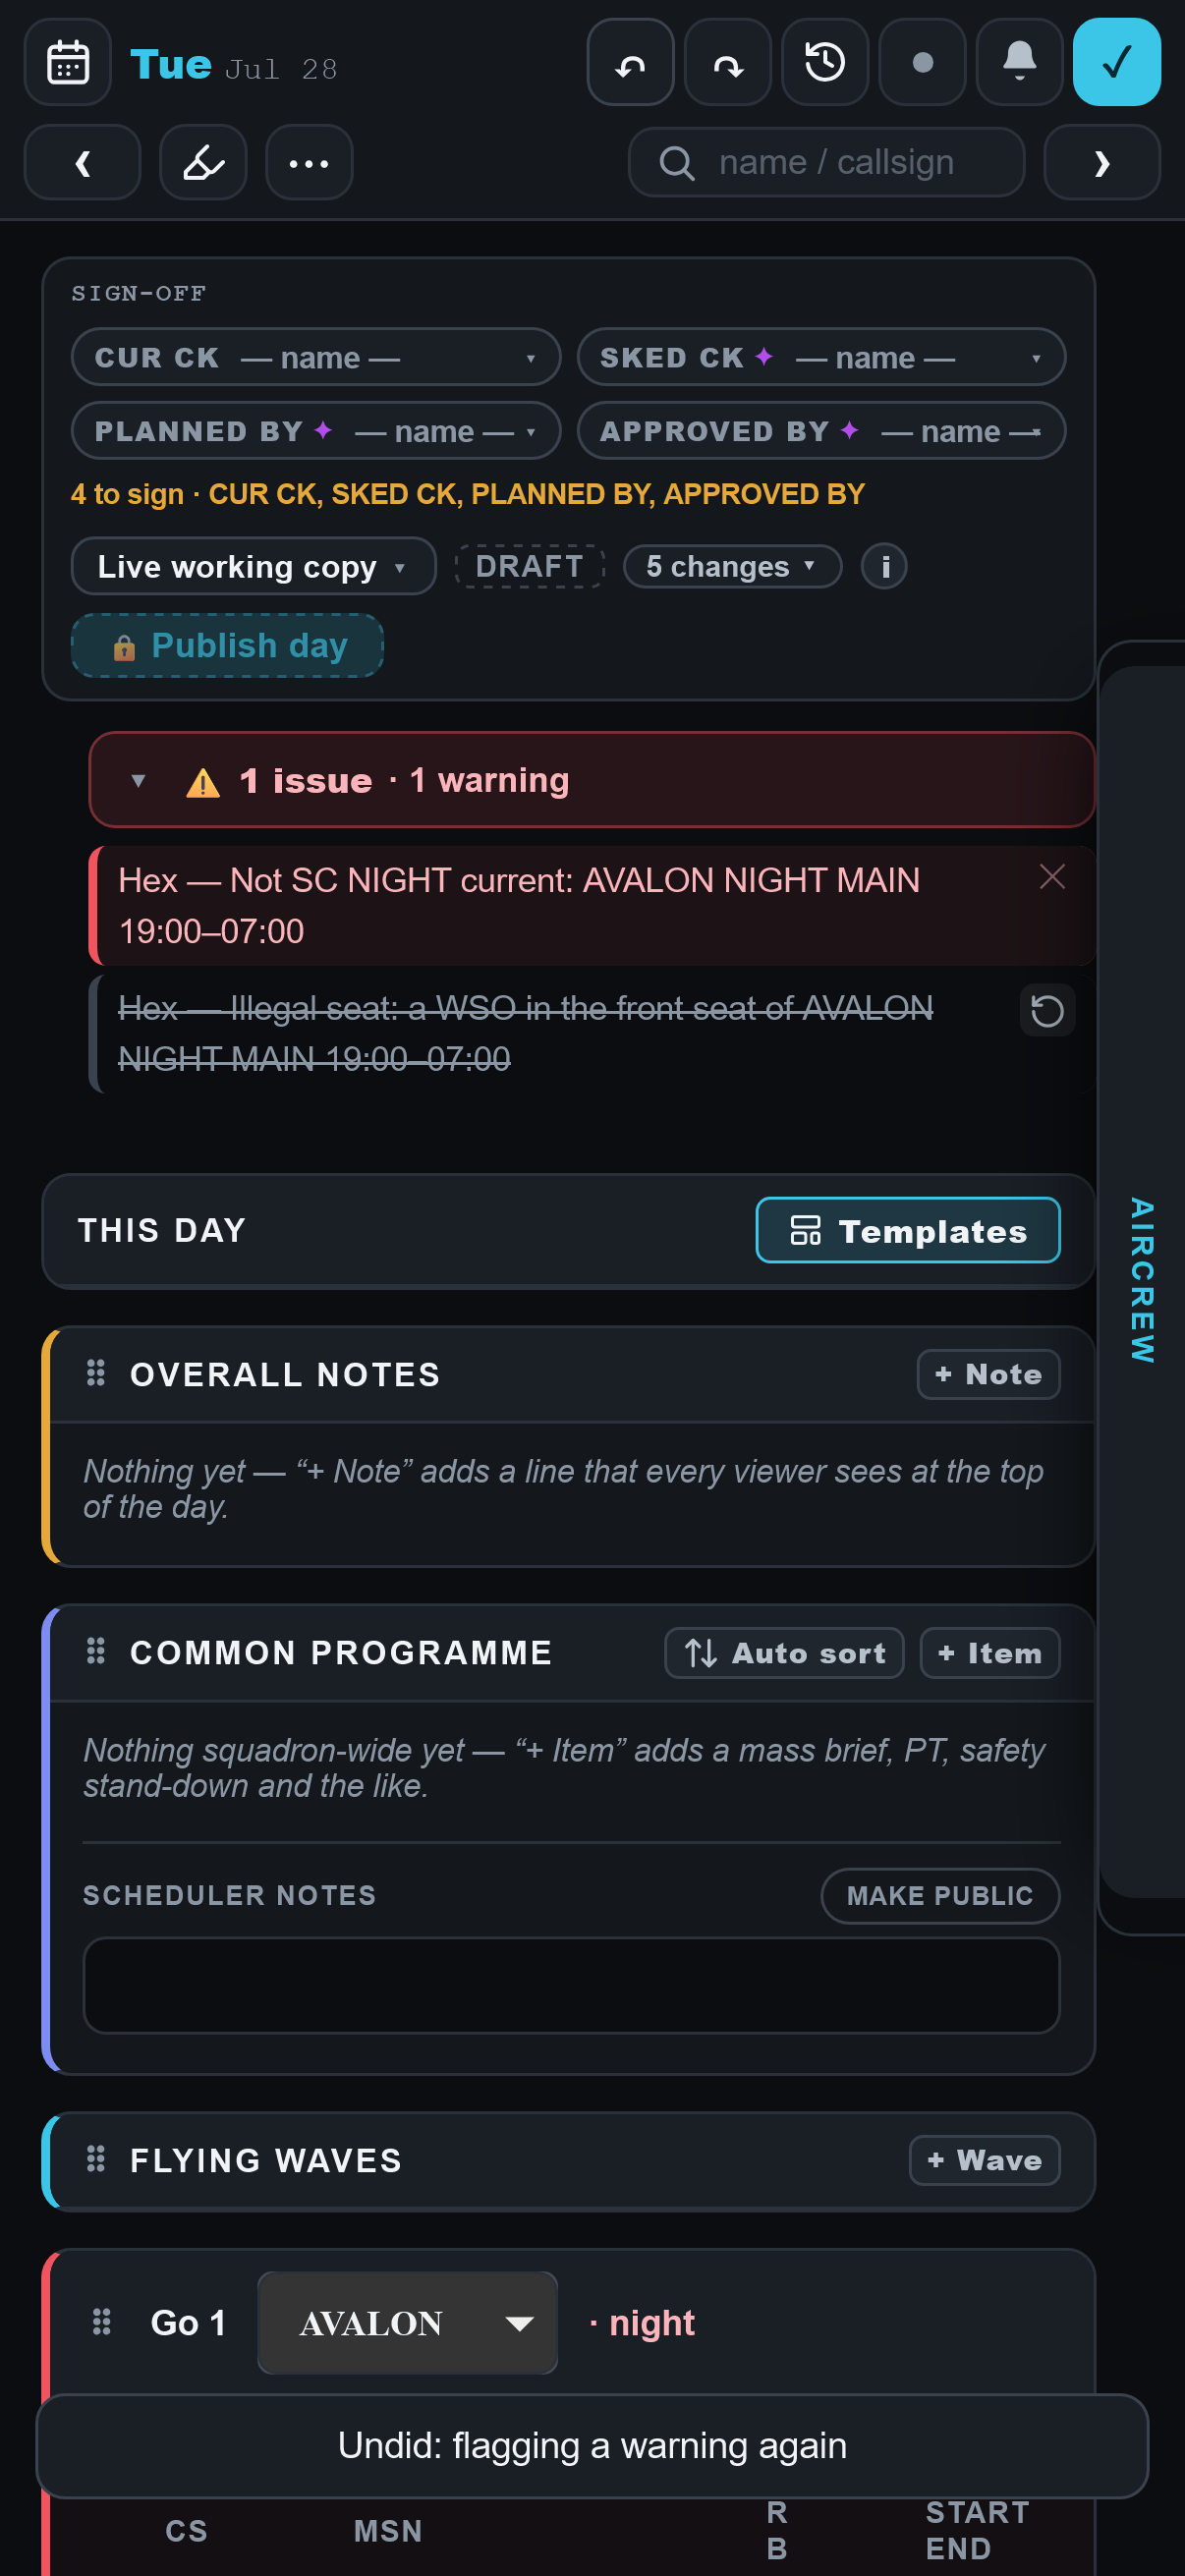 Tue Jul 28
name / callsign
SIGN-OFF
CUR CK — name —
SKED CK ✦ — name —
PLANNED BY ✦ — name —
APPROVED BY ✦ — name —
4 to sign · CUR CK, SKED CK, PLANNED BY, APPROVED BY
Live working copy
DRAFT
5 changes
i
Publish day
1 issue · 1 warning
Hex — Not SC NIGHT current: AVALON NIGHT MAIN
19:00–07:00
Hex — Illegal seat: a WSO in the front seat of AVALON
NIGHT MAIN 19:00–07:00
AIRCREW
THIS DAY
Templates
OVERALL NOTES
+ Note
Nothing yet — “+ Note” adds a line that every viewer sees at the top
of the day.
COMMON PROGRAMME
Auto sort
+ Item
Nothing squadron-wide yet — “+ Item” adds a mass brief, PT, safety
stand-down and the like.
SCHEDULER NOTES
MAKE PUBLIC
FLYING WAVES
+ Wave
Go 1 AVALON · night
Undid: flagging a warning again
CS MSN
R
B
START
END